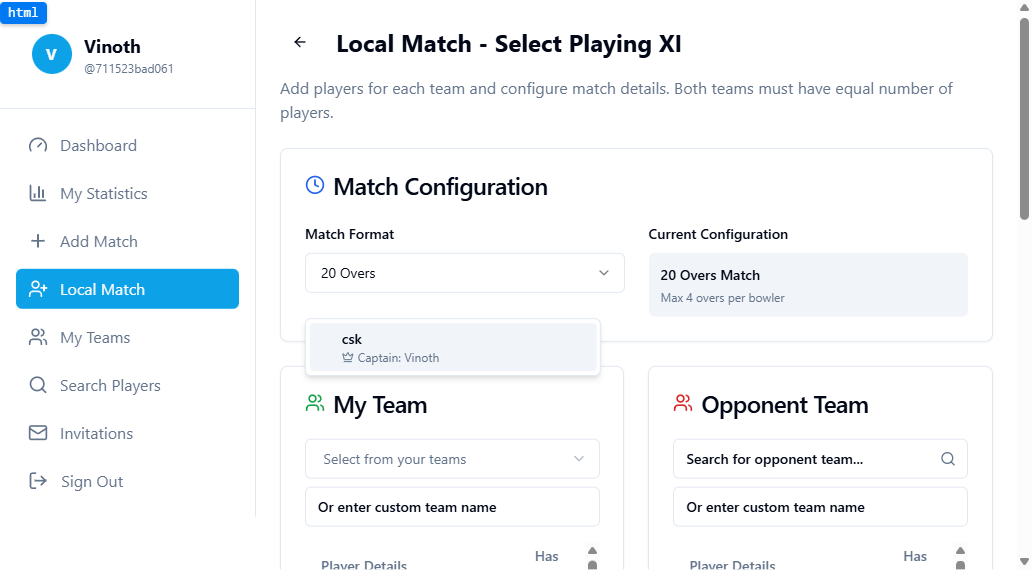 html
V
Vinoth
@711523bad061
Dashboard
My Statistics
Add Match
Local Match
My Teams
Search Players
Invitations
Sign Out
Local Match - Select Playing XI
Add players for each team and configure match details. Both teams must have equal number of
players.
Match Configuration
Match Format
20 Overs
Current Configuration
20 Overs Match
Max 4 overs per bowler
csk
Captain: Vinoth
My Team
Select from your teams
Or enter custom team name
Player Details
Has
Opponent Team
Search for opponent team...
Or enter custom team name
Player Details
Has